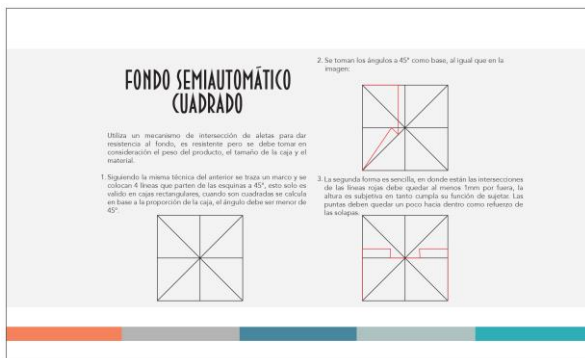 FONDO SEMIAUTOMÁTICO
CUADRADO
Utiliza un mecanismo de intersección de aletas para dar
resistencia al fondo, es resistente pero se debe tomar en
consideración el peso del producto, el tamaño de la caja y el
material.
1. Siguiendo la misma técnica del anterior se traza un marco y se
colocan 4 líneas que parten de las esquinas a 45°, esto solo es
valido en cajas rectangulares, cuando son cuadradas se calcula
en base a la proporción de la caja, el ángulo debe ser menor de
45°.
2. Se toman los ángulos a 45° como base, al igual que en la
imagen:
3. La segunda forma es sencilla, en donde están las intersecciones
de las líneas rojas debe quedar al menos 1mm por fuera, la
altura es subjetiva en tanto cumpla su función de sujetar. Las
puntas deben quedar un poco hacia dentro como refuerzo de
las solapas.